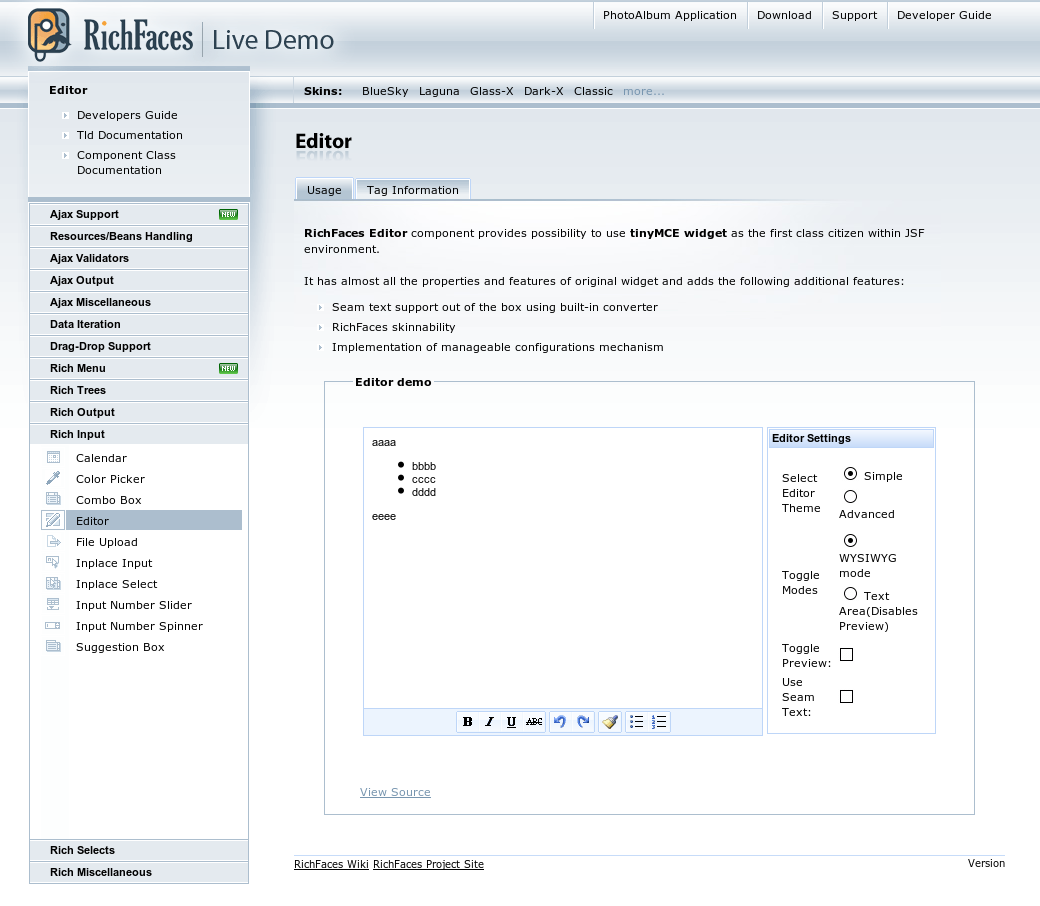 PhotoAlbum Application Download Support Developer Guide
RichFaces Live Demo
Skins: BlueSky Laguna Glass-X Dark-X Classic more...
Editor
Developers Guide
Tld Documentation
Component Class
Documentation
Ajax Support NEW
Resources/Beans Handling
Ajax Validators
Ajax Output
Ajax Miscellaneous
Data Iteration
Drag-Drop Support
Rich Menu NEW
Rich Trees
Rich Output
Rich Input
Calendar
Color Picker
Combo Box
Editor
File Upload
Inplace Input
Inplace Select
Input Number Slider
Input Number Spinner
Suggestion Box
Rich Selects
Rich Miscellaneous
Editor
Usage Tag Information
RichFaces Editor component provides possibility to use tinyMCE widget as the first class citizen within JSF
environment.
It has almost all the properties and features of original widget and adds the following additional features:
Seam text support out of the box using built-in converter
RichFaces skinnability
Implementation of manageable configurations mechanism
Editor demo
aaaa
bbbb
cccc
dddd
eeee
B I U ABC
Editor Settings
Select
Editor
Theme
Simple
Advanced
Toggle
Modes
WYSIWYG
mode
Text
Area(Disables
Preview)
Toggle
Preview:
Use
Seam
Text:
View Source
RichFaces Wiki RichFaces Project Site
Version